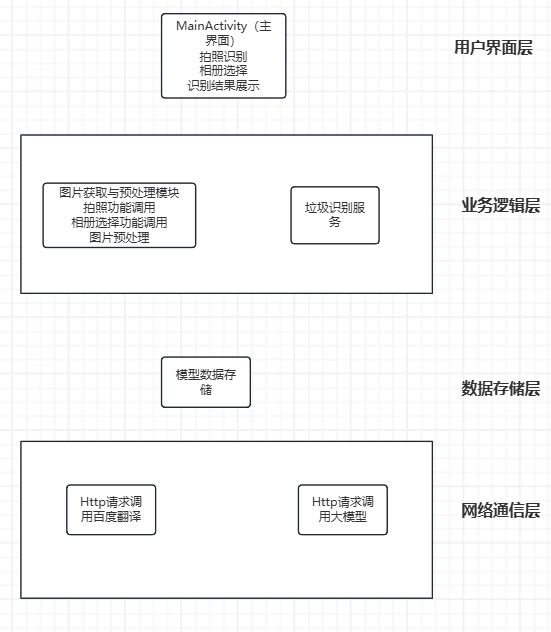 MainActivity（主
界面）
拍照识别
相册选择
识别结果展示
用户界面层
图片获取与预处理模块
拍照功能调用
相册选择功能调用
图片预处理
垃圾识别服
务
业务逻辑层
模型数据存
储
数据存储层
Http请求调
用百度翻译
Http请求调
用大模型
网络通信层